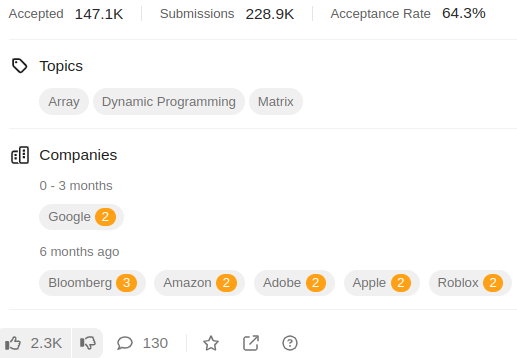 Accepted 147.1K Submissions 228.9K Acceptance Rate 64.3%
Topics
Array Dynamic Programming Matrix
Companies
0 - 3 months
Google 2
6 months ago
Bloomberg 3 Amazon 2 Adobe 2 Apple 2 Roblox 2
2.3K 130